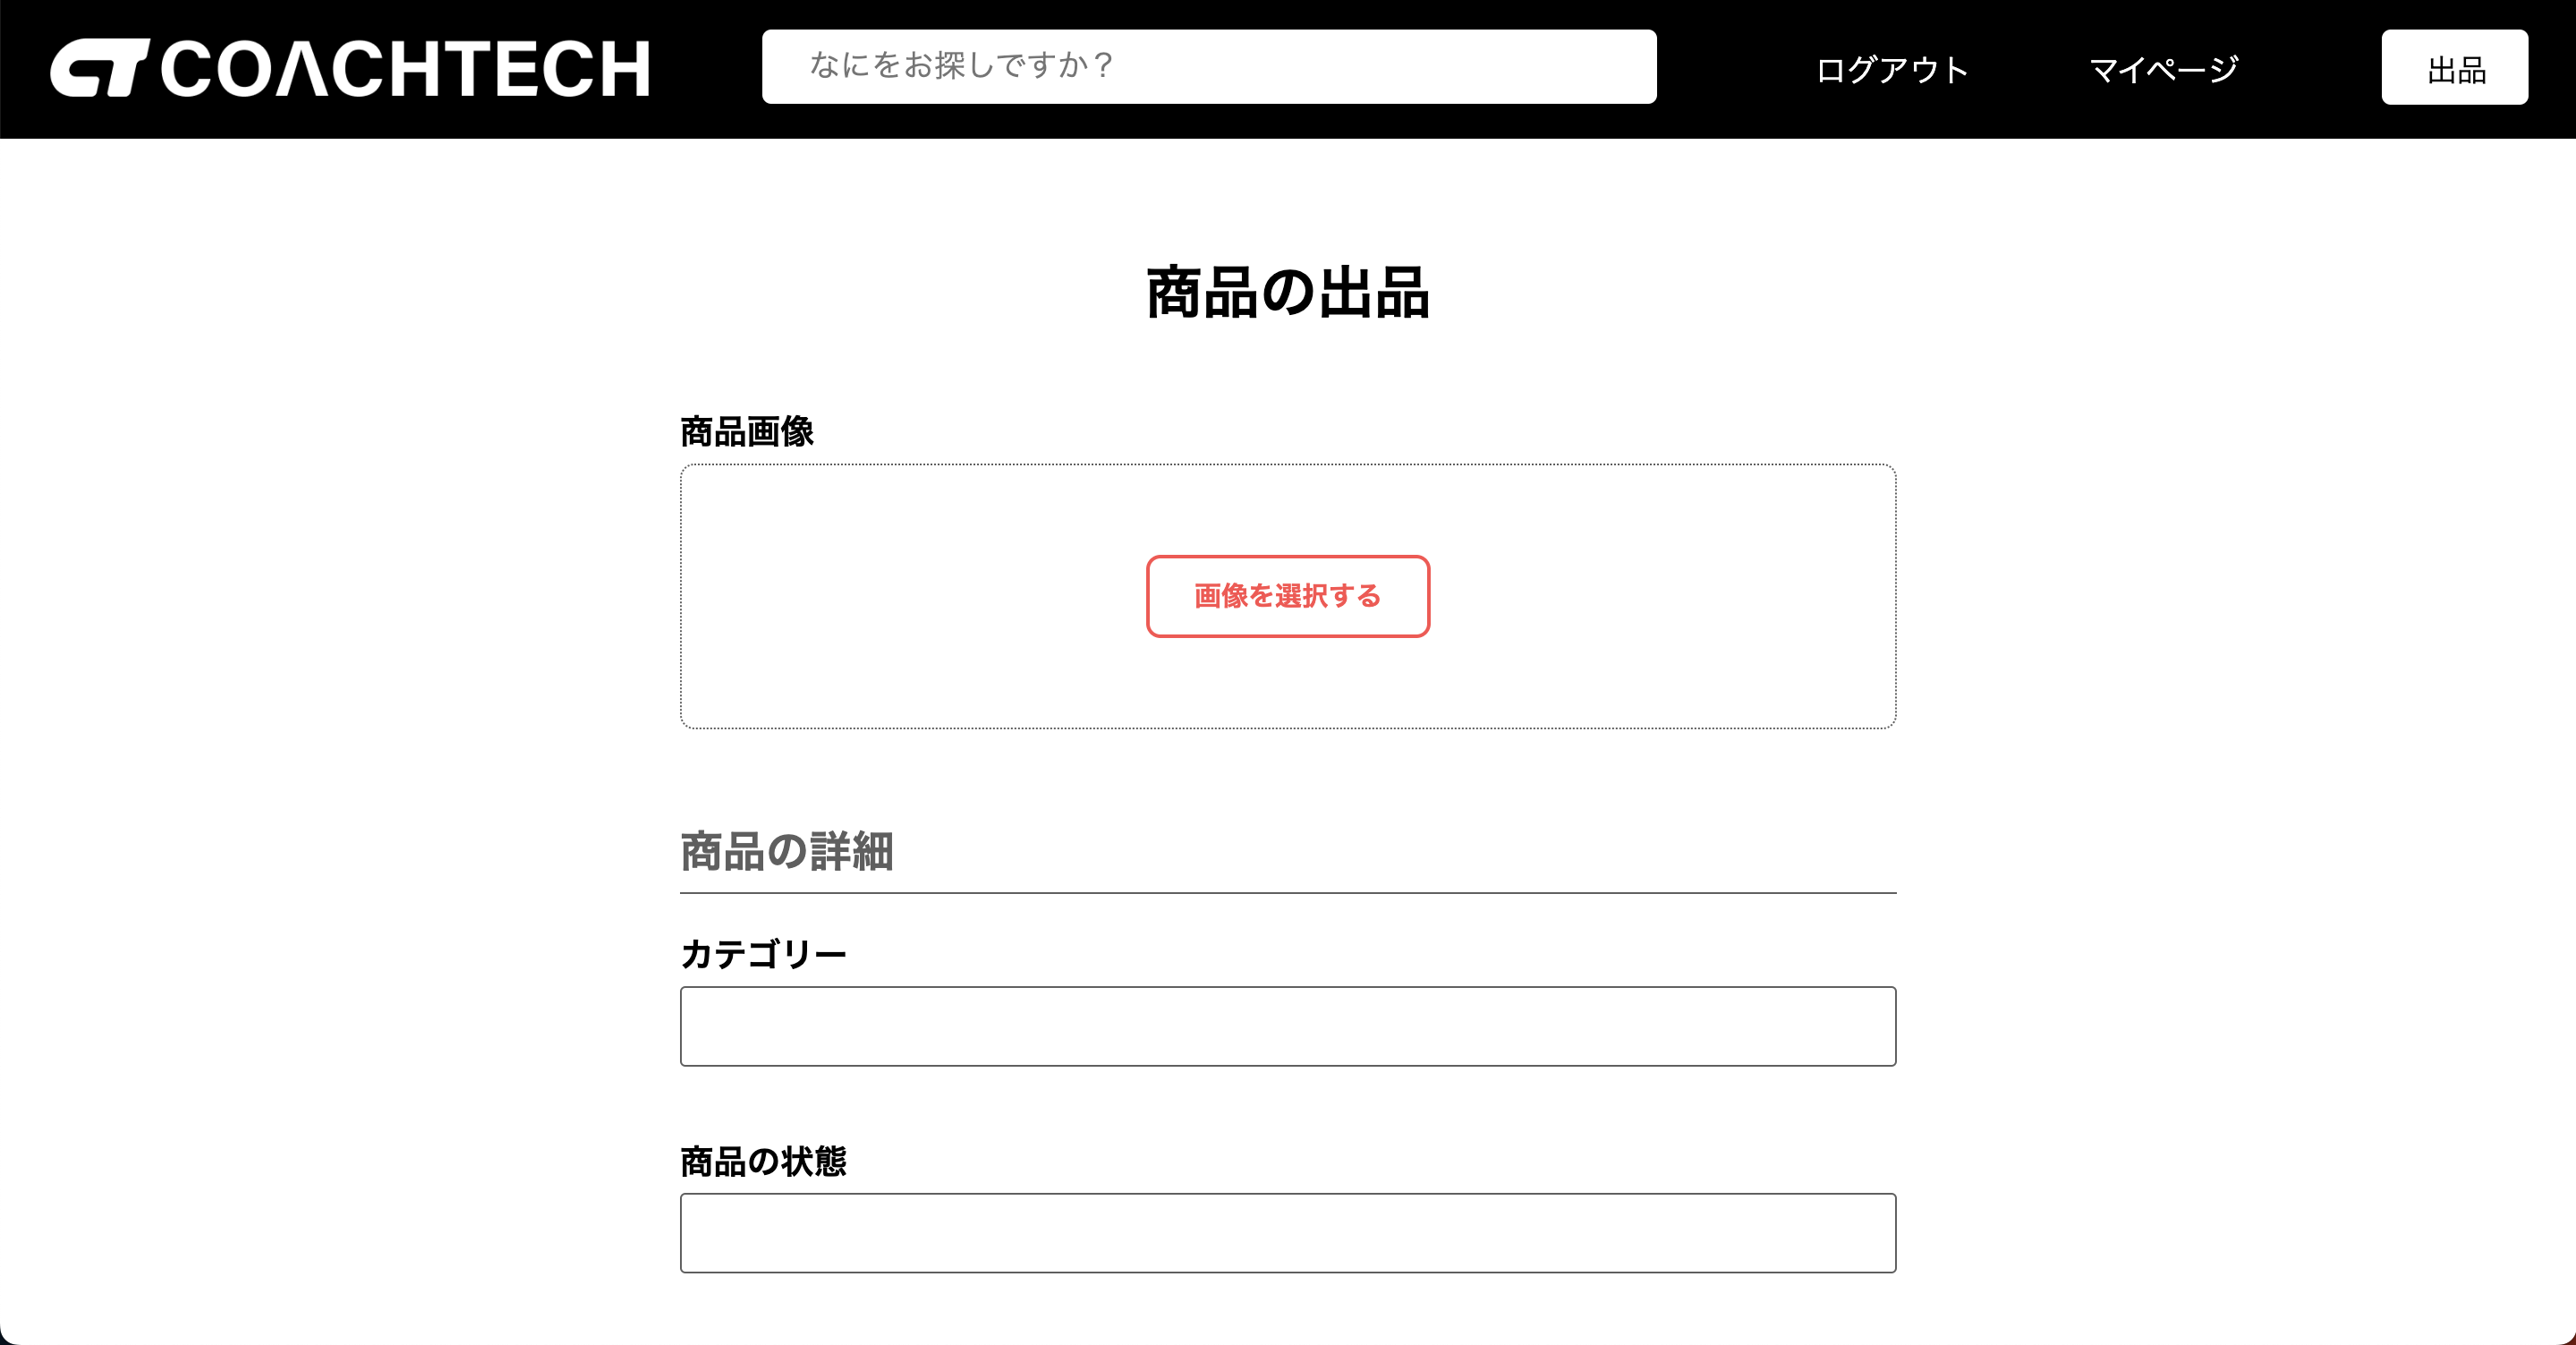 COACHTECH
なにをお探しですか？
ログアウト
マイページ
出品
商品の出品
商品画像
画像を選択する
商品の詳細
カテゴリー
商品の状態